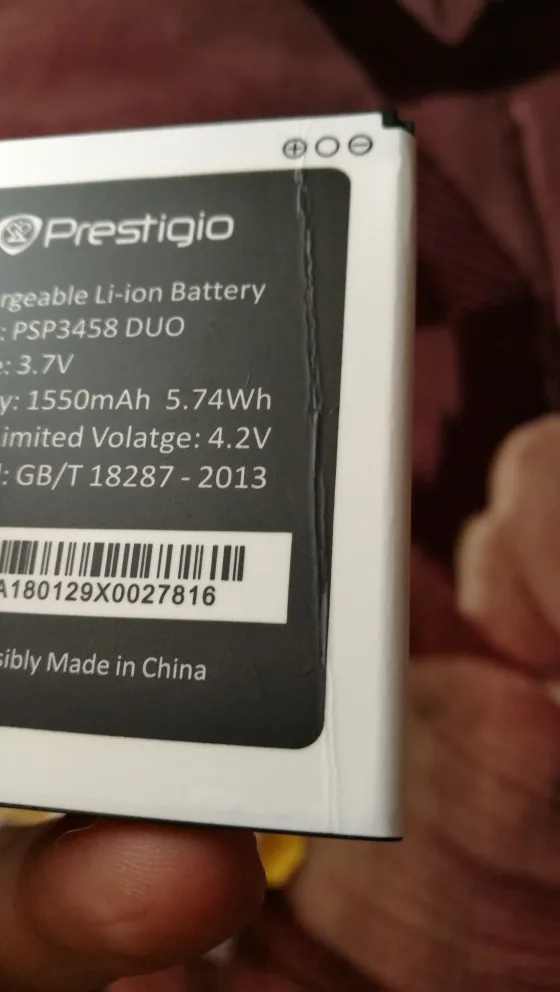 Prestigio
rgeable Li-ion Battery
: PSP3458 DUO
e: 3.7V
y: 1550mAh 5.74Wh
imited Volatge: 4.2V
l: GB/T 18287 - 2013
A180129X0027816
sibly Made in China